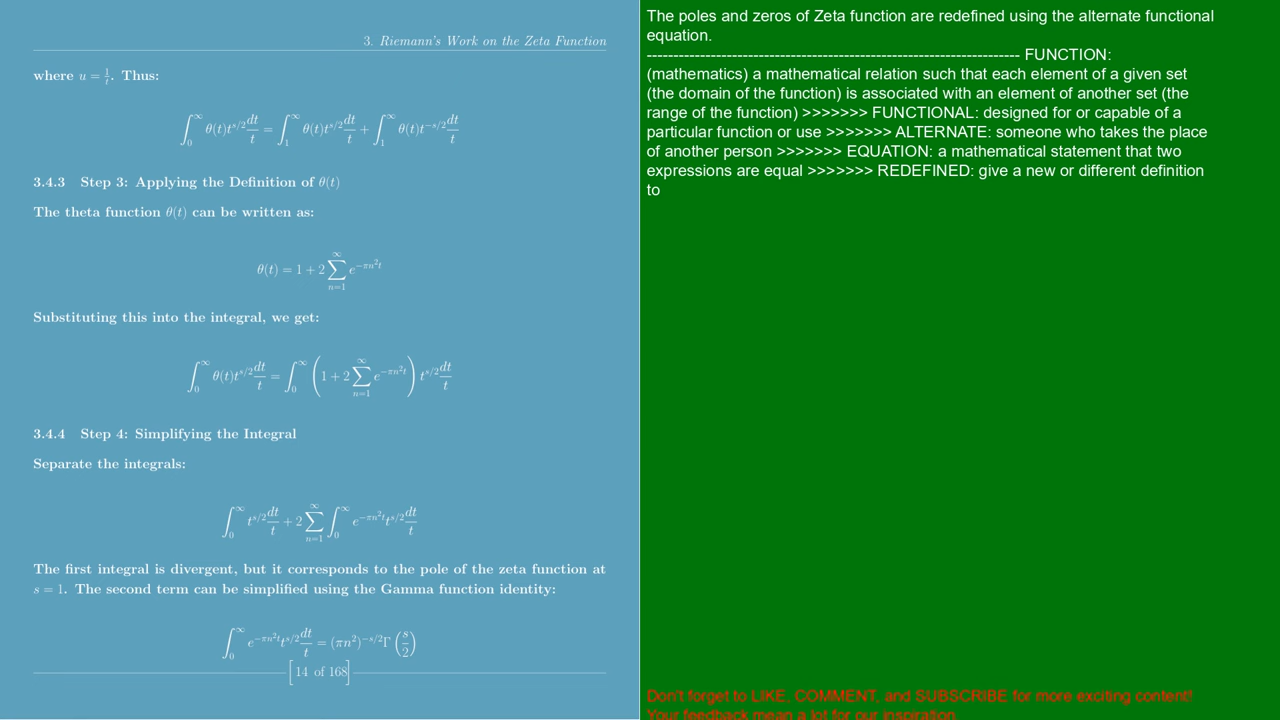 3. Riemann's Work on the Zeta Function
where u = 1/t. Thus:
∫_0^∞ θ(t)t^{s/2} dt/t = ∫_1^∞ θ(t)t^{s/2} dt/t + ∫_1^∞ θ(t)t^{-s/2} dt/t
3.4.3 Step 3: Applying the Definition of θ(t)
The theta function θ(t) can be written as:
θ(t) = 1 + 2 ∑_{n=1}^∞ e^{-πn²t}
Substituting this into the integral, we get:
∫_0^∞ θ(t)t^{s/2} dt/t = ∫_0^∞ (1 + 2 ∑_{n=1}^∞ e^{-πn²t}) t^{s/2} dt/t
3.4.4 Step 4: Simplifying the Integral
Separate the integrals:
∫_0^∞ t^{s/2} dt/t + 2 ∑_{n=1}^∞ ∫_0^∞ e^{-πn²t} t^{s/2} dt/t
The first integral is divergent, but it corresponds to the pole of the zeta function at
s = 1. The second term can be simplified using the Gamma function identity:
∫_0^∞ e^{-πn²t} t^{s/2} dt/t = (πn²)^{-s/2} Γ(s/2)
14 of 168
The poles and zeros of Zeta function are redefined using the alternate functional
equation.
---------------------------------------------------------------------- FUNCTION:
(mathematics) a mathematical relation such that each element of a given set
(the domain of the function) is associated with an element of another set (the
range of the function) >>>>>>> FUNCTIONAL: designed for or capable of a
particular function or use >>>>>>> ALTERNATE: someone who takes the place
of another person >>>>>>> EQUATION: a mathematical statement that two
expressions are equal >>>>>>> REDEFINED: give a new or different definition
to
Don't forget to LIKE, COMMENT, and SUBSCRIBE for more exciting content!
Your feedback mean a lot for our inspiration